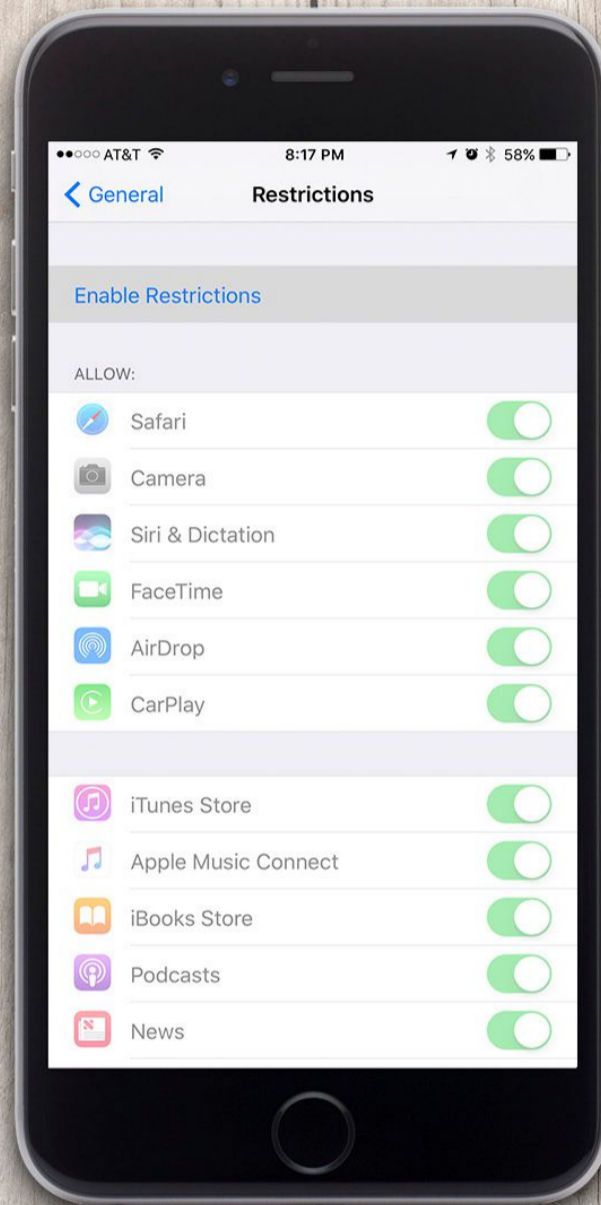 AT&T 8:17 PM 58%
General Restrictions
Enable Restrictions
ALLOW:
Safari
Camera
Siri & Dictation
FaceTime
AirDrop
CarPlay
iTunes Store
Apple Music Connect
iBooks Store
Podcasts
News